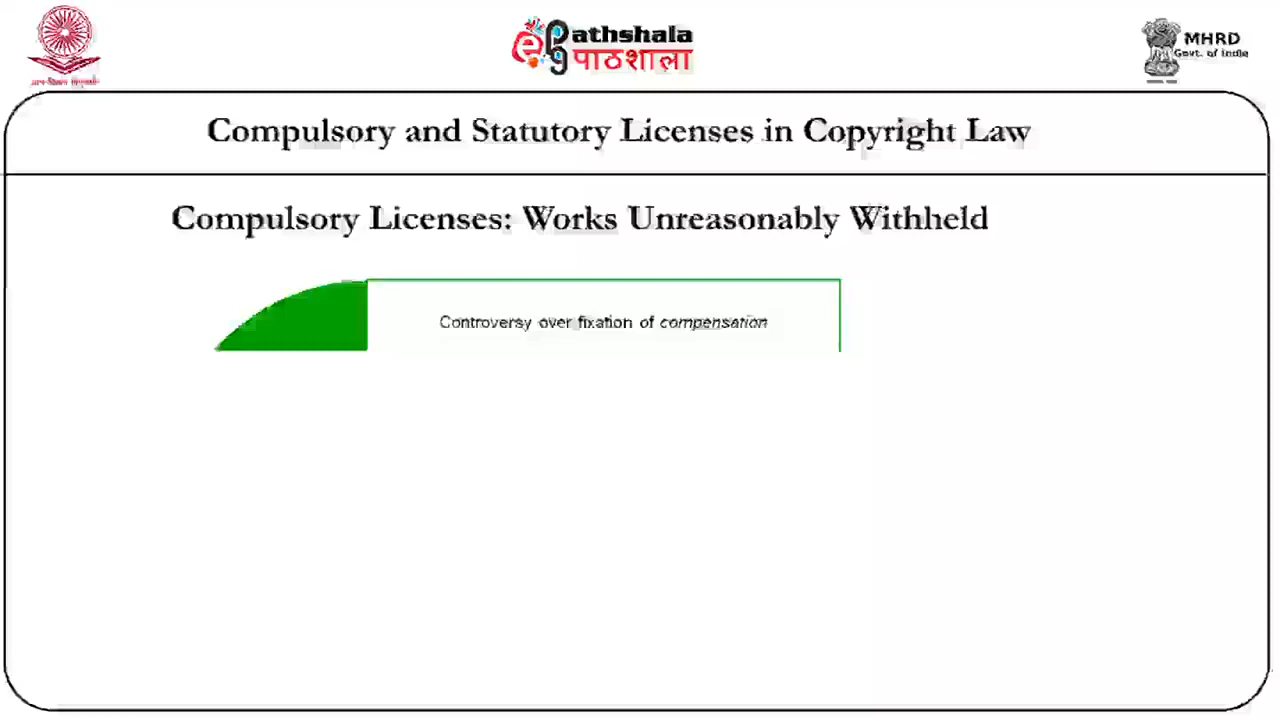 athshala
पाठशाला
MHRD
Govt. of India
Compulsory and Statutory Licenses in Copyright Law
Compulsory Licenses: Works Unreasonably Withheld
Controversy over fixation of compensation